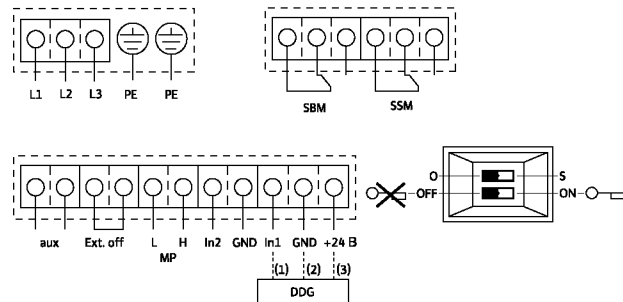 L1 L2 L3 PE PE
SBM SSM
O S
OFF ON
aux Ext. off L H In2 GND In1 GND +24 В
MP
(1) (2) (3)
DDG